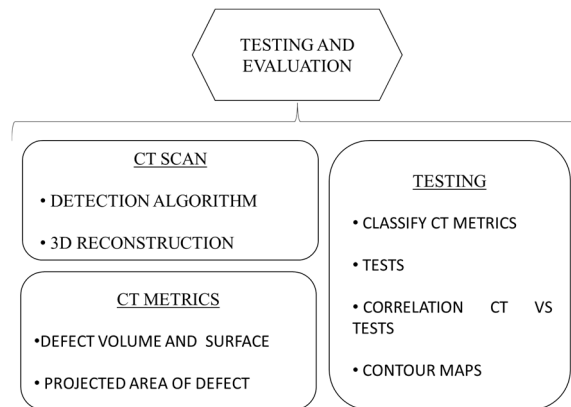 TESTING AND
EVALUATION
CT SCAN
• DETECTION ALGORITHM
• 3D RECONSTRUCTION
CT METRICS
•DEFECT VOLUME AND SURFACE
• PROJECTED AREA OF DEFECT
TESTING
• CLASSIFY CT METRICS
• TESTS
• CORRELATION CT VS
TESTS
• CONTOUR MAPS